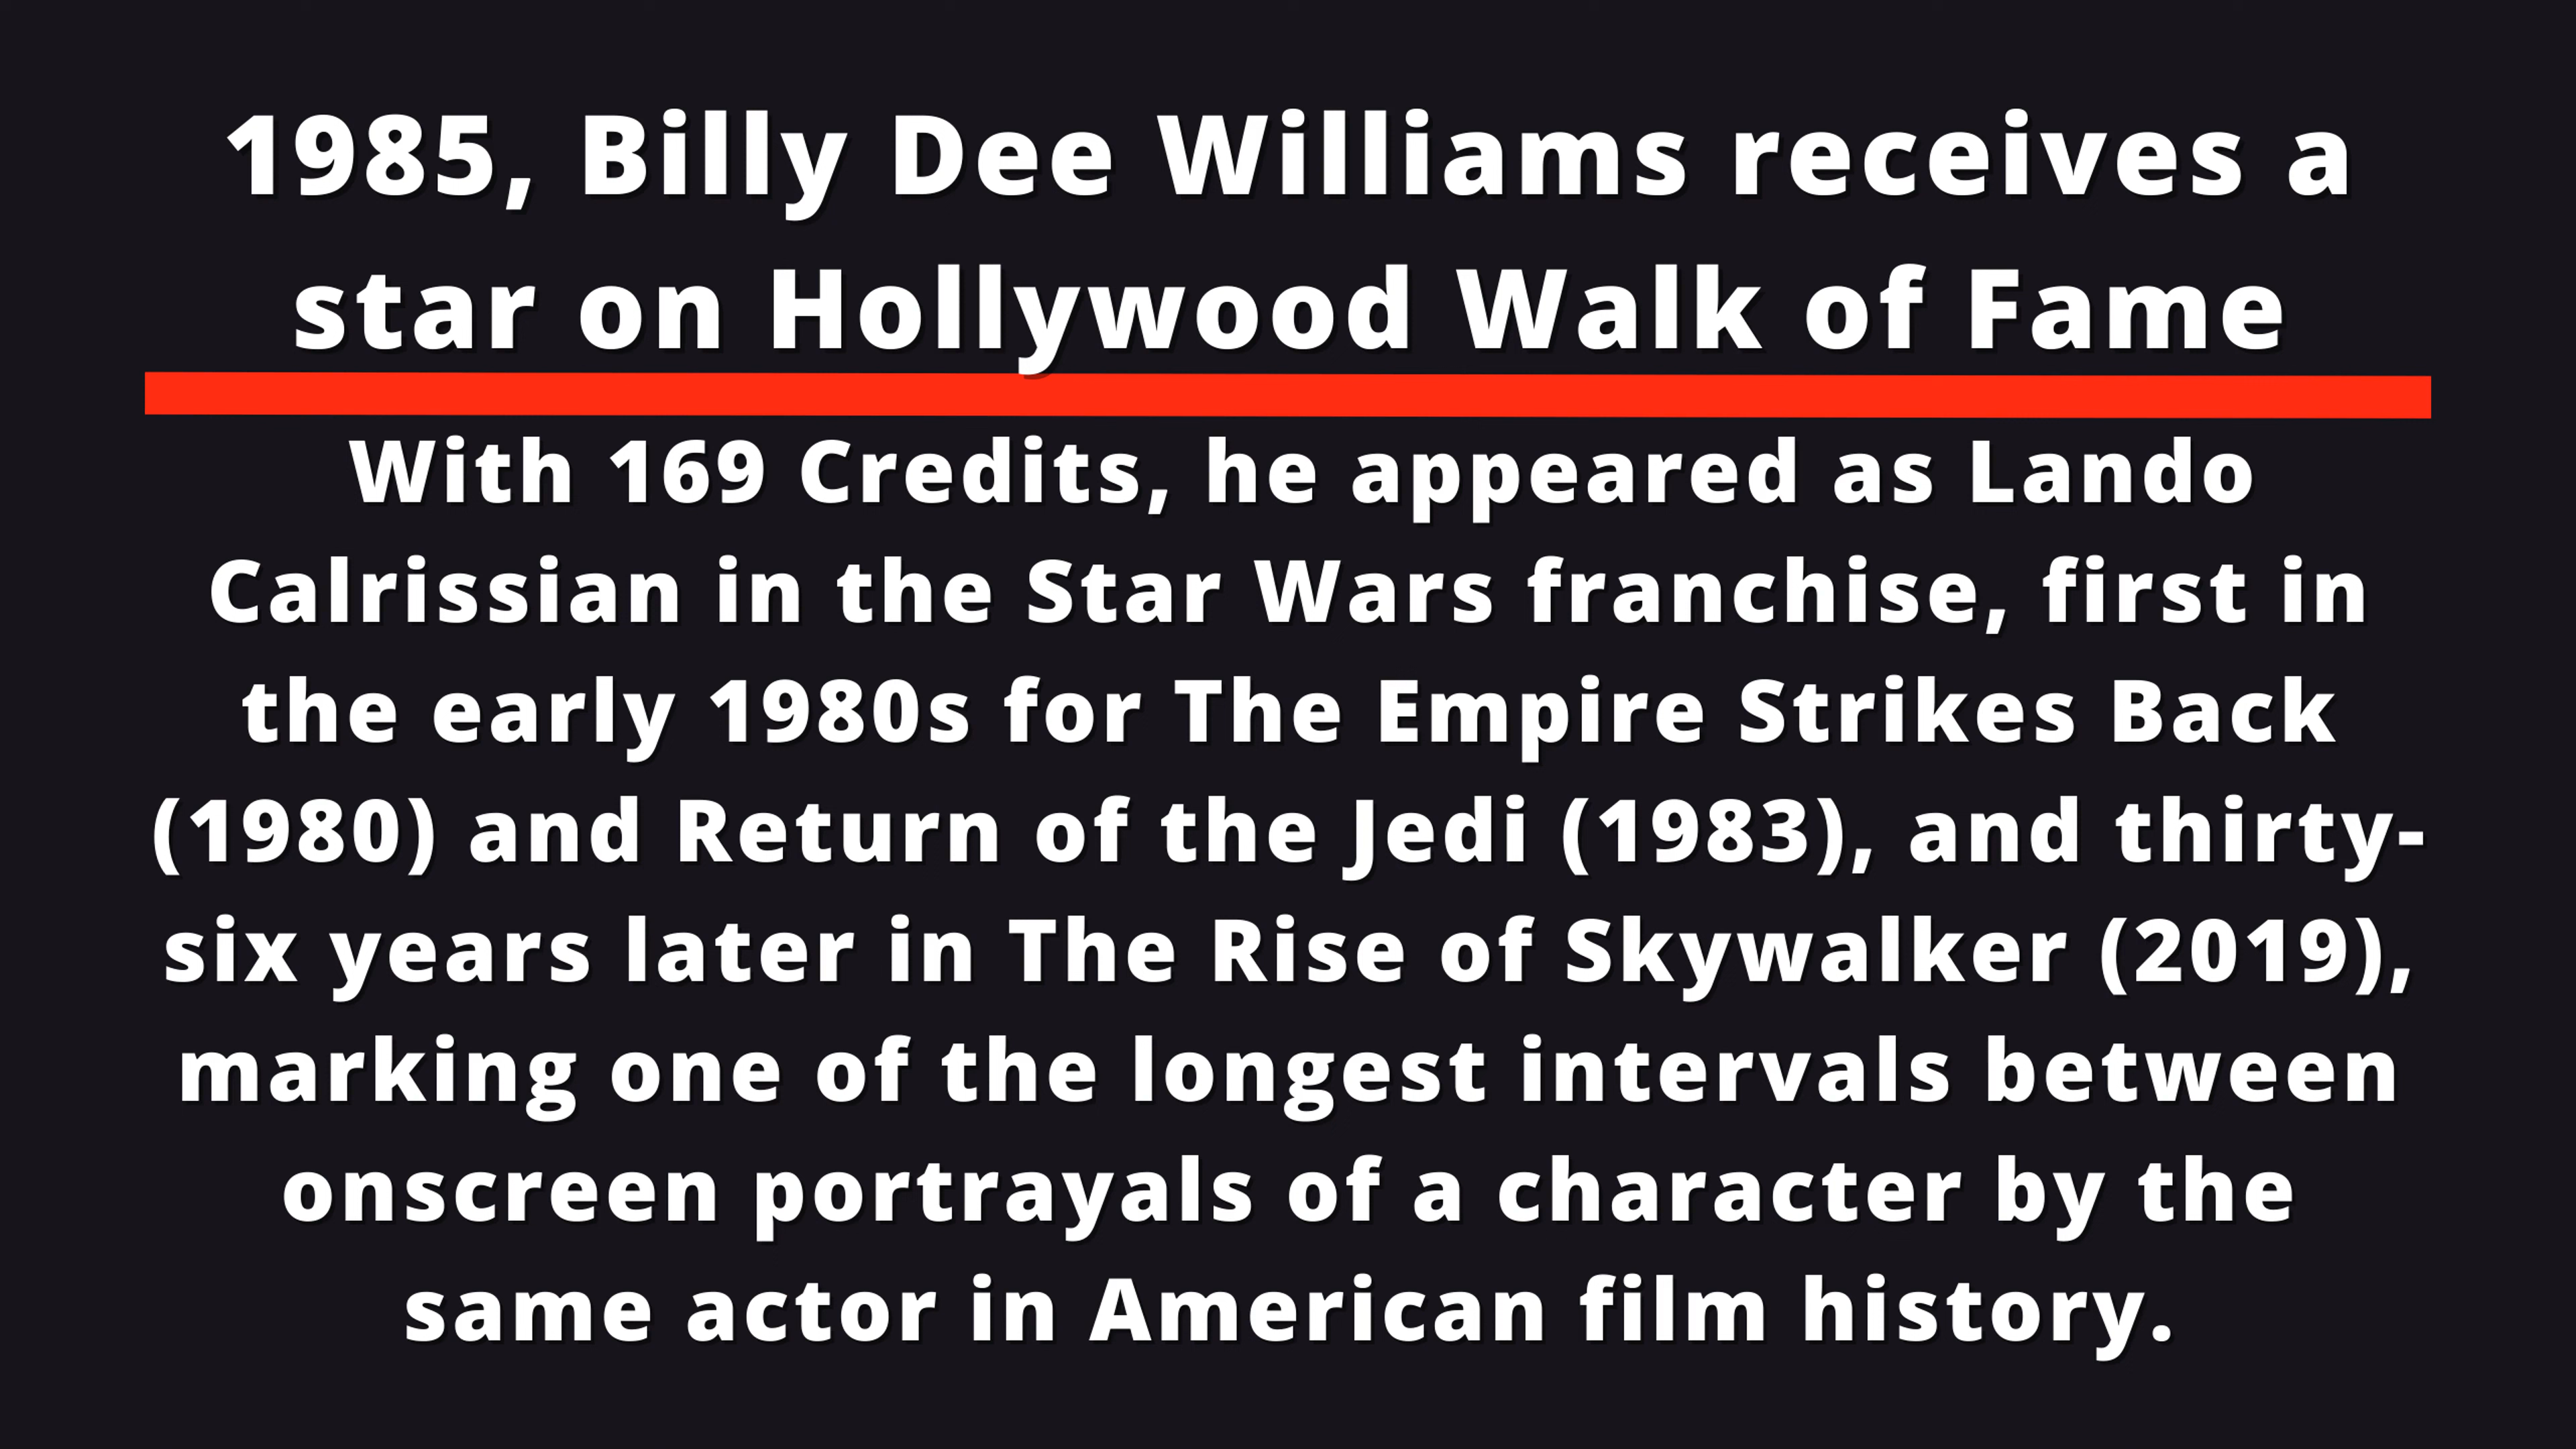 1985, Billy Dee Williams receives a
star on Hollywood Walk of Fame
With 169 Credits, he appeared as Lando
Calrissian in the Star Wars franchise, first in
the early 1980s for The Empire Strikes Back
(1980) and Return of the Jedi (1983), and thirty-
six years later in The Rise of Skywalker (2019),
marking one of the longest intervals between
onscreen portrayals of a character by the
same actor in American film history.